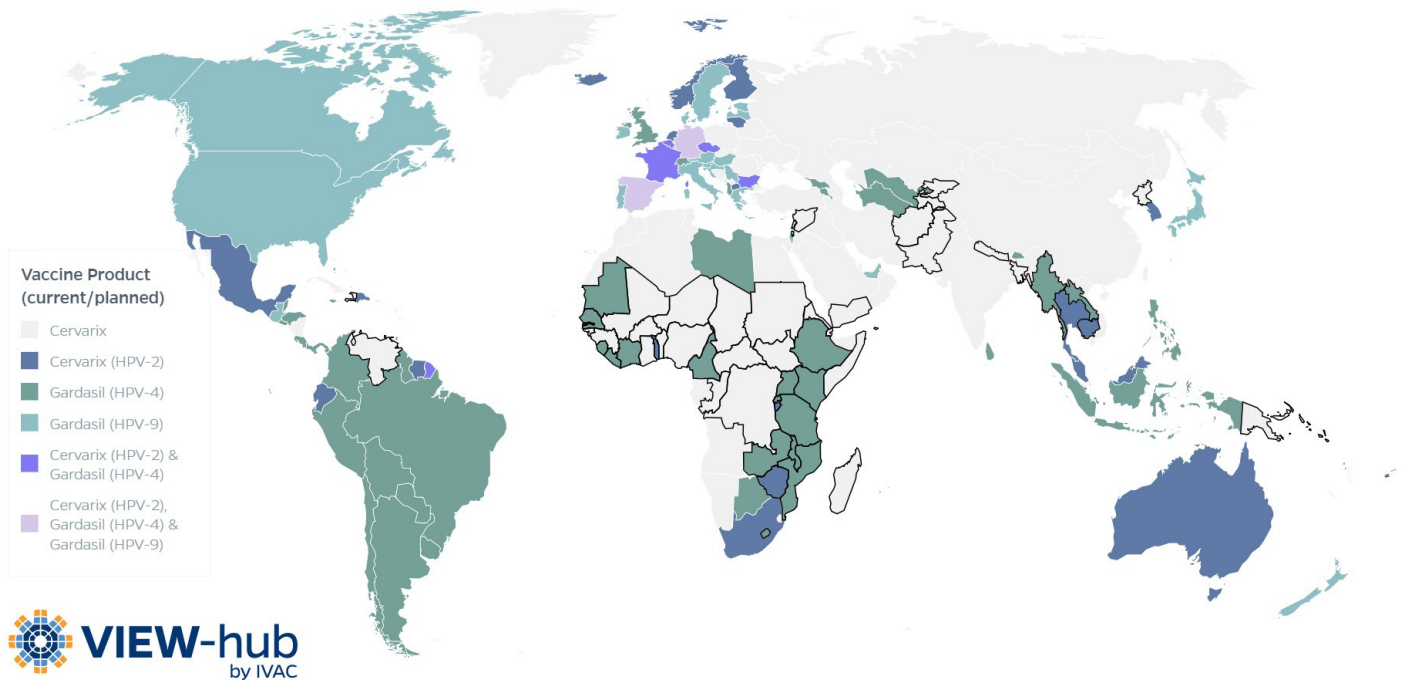 Vaccine Product
(current/planned)
Cervarix
Cervarix (HPV-2)
Gardasil (HPV-4)
Gardasil (HPV-9)
Cervarix (HPV-2) &
Gardasil (HPV-4)
Cervarix (HPV-2),
Gardasil (HPV-4) &
Gardasil (HPV-9)
VIEW-hub
by IVAC